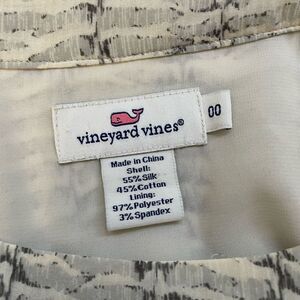 vineyard vines®
00
Made in China
Shell:
55%Silk
45%Cotton
Lining:
97%Polyester
3%Spandex